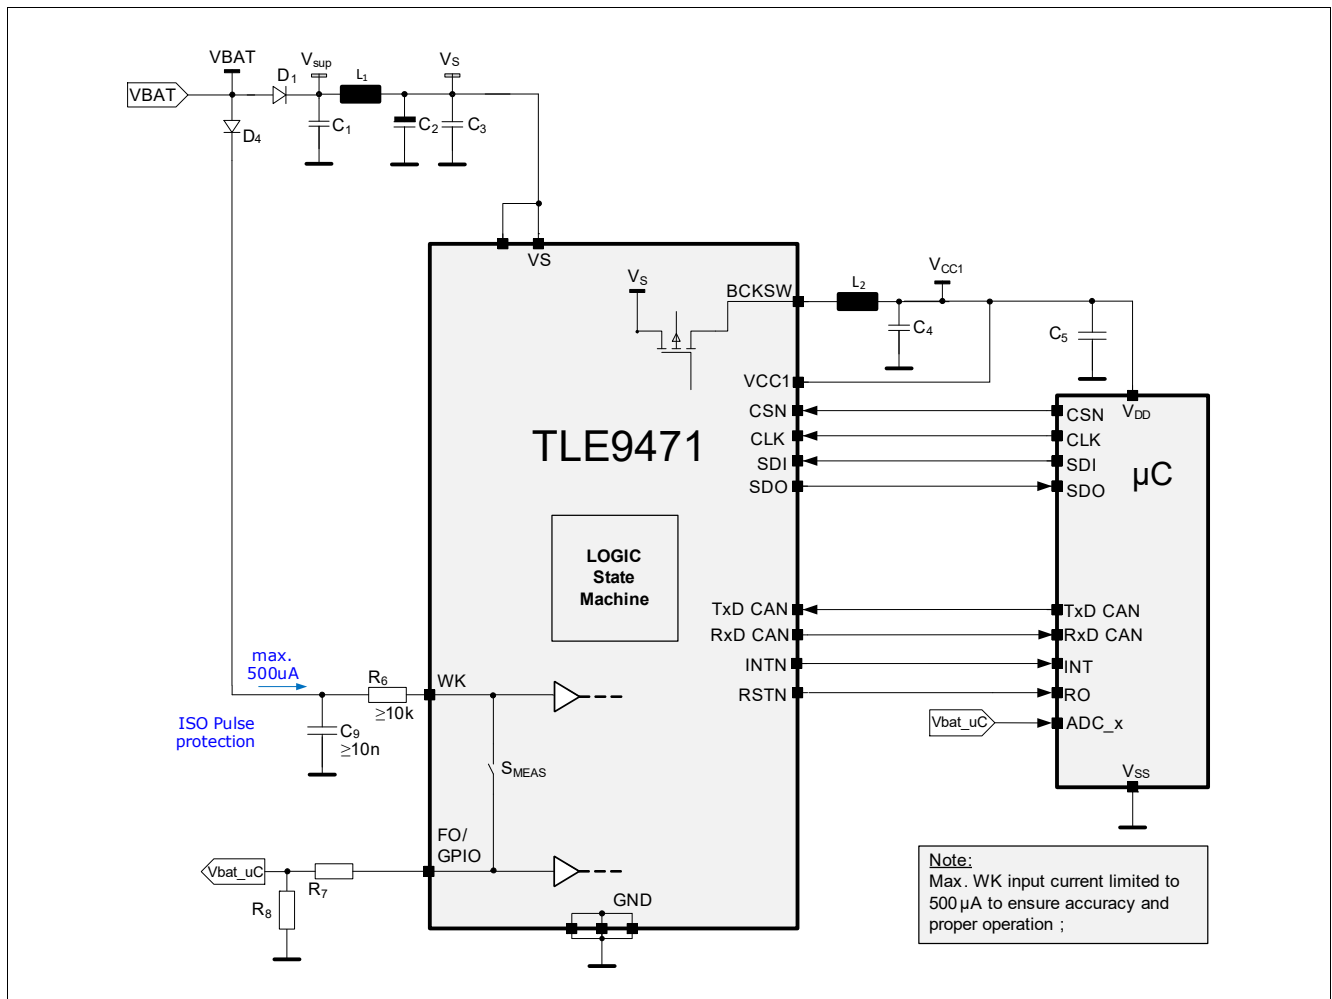 VBAT
VBAT
D1
Vsup
L1
VS
C1
C2
C3
D4
VS
VS
BCKSW
L2
VCC1
C4
C5
VCC1
CSN
CLK
SDI
SDO
TLE9471
CSN
VDD
CLK
SDI
SDO
µC
LOGIC
State
Machine
TxD CAN
RxD CAN
INTN
RSTN
TxD CAN
RxD CAN
INT
RO
Vbat_uC
ADC_x
VSS
max.
500uA
R6
≥10k
WK
ISO Pulse
protection
C9
≥10n
SMEAS
FO/
GPIO
Vbat_uC
R7
R8
GND
Note:
Max. WK input current limited to
500 µA to ensure accuracy and
proper operation ;